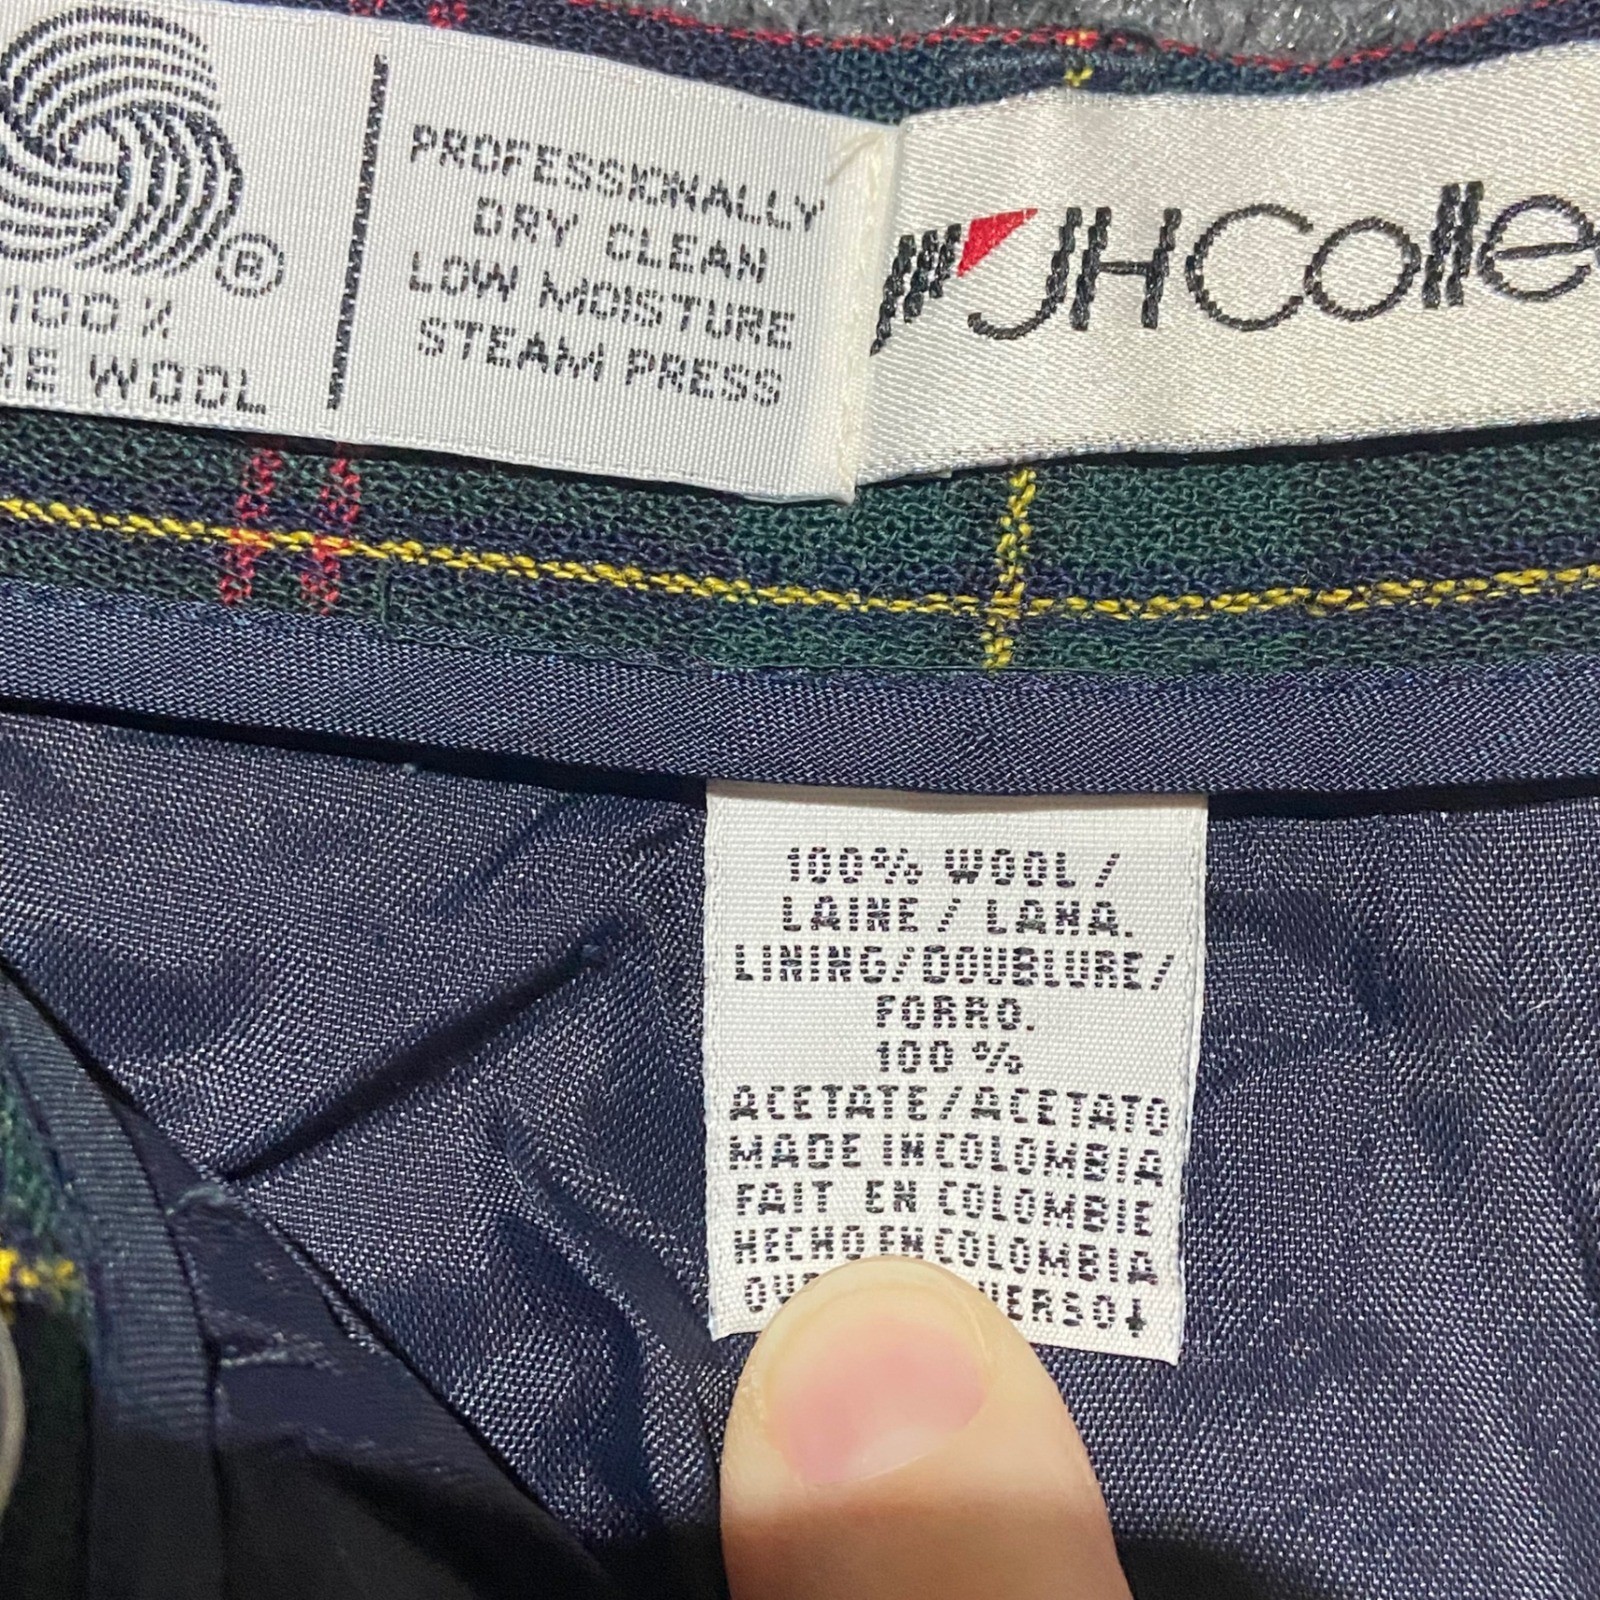 ®
100%
WOOL
PROFESSIONALLY
DRY CLEAN
LOW MOISTURE
STEAM PRESS
JHColle
100% WOOL/
LAINE/ LANA.
LINING/DOUBLURE/
FORRO.
100 %
ACETATE/ACETATO
MADE IN COLOMBIA
FAIT EN COLOMBIE
HECHO EN COLOMBIA